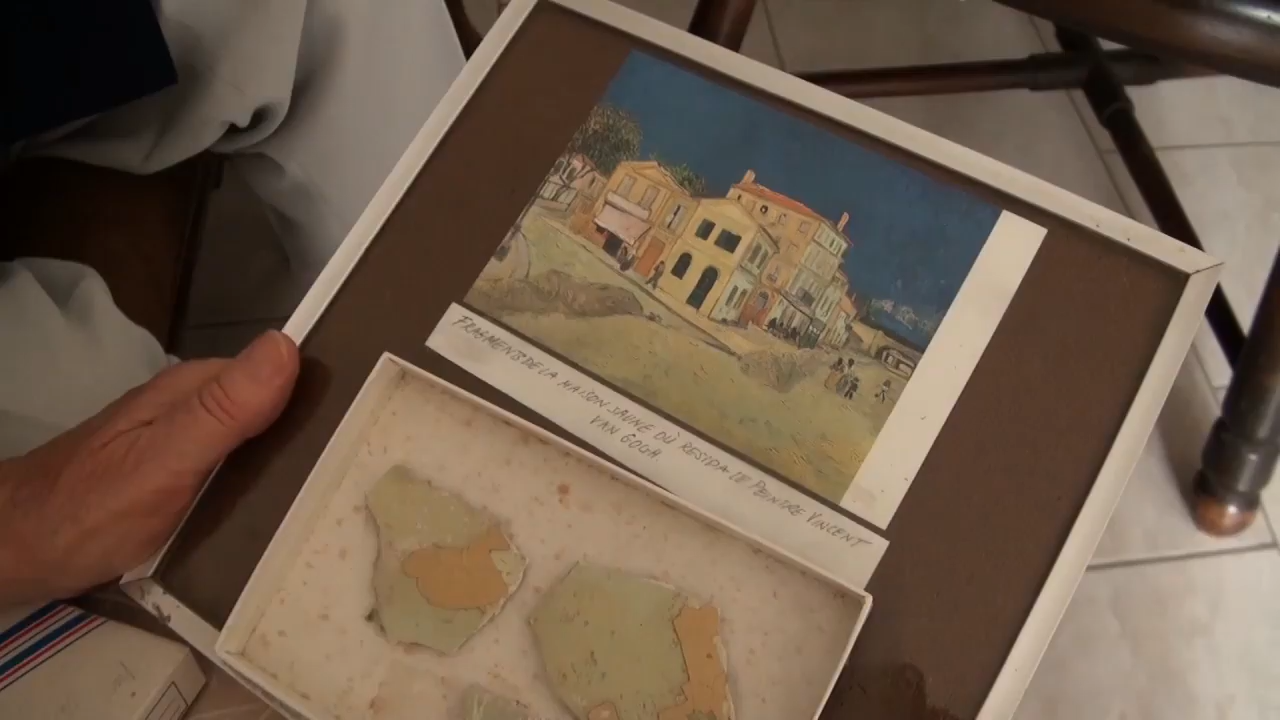 FRAGMENTS DE LA MAISON JAUNE OÙ RESIDA LE PEINTRE VINCENT
VAN GOGH.